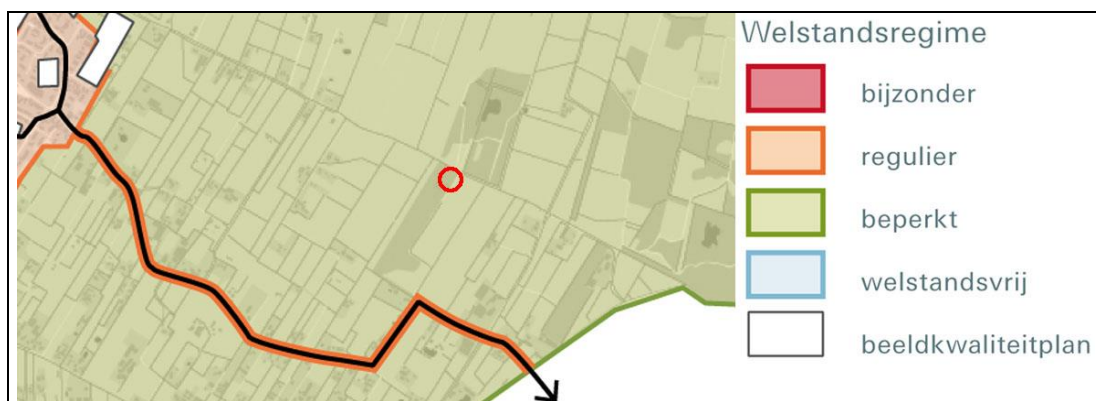 Welstandsregime
bijzonder
regulier
beperkt
welstandsvrij
beeldkwaliteitplan